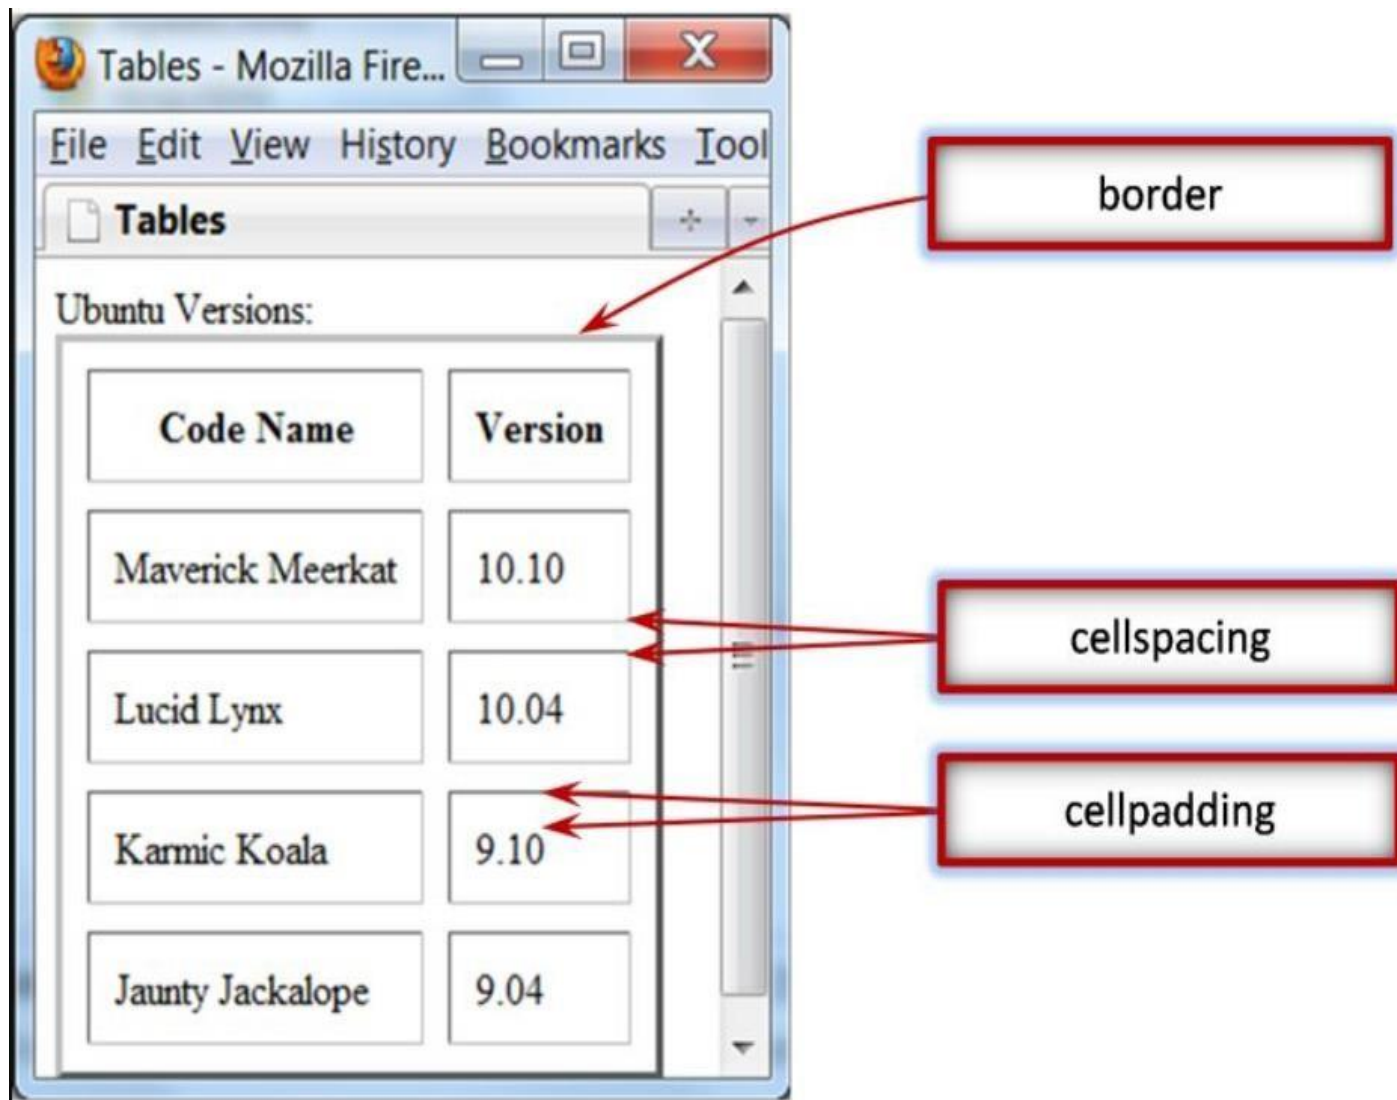 Tables - Mozilla Fire...
File Edit View History Bookmarks Tool
Tables
border
Ubuntu Versions:
Code Name Version
Maverick Meerkat 10.10
cellspacing
Lucid Lynx 10.04
cellpadding
Karmic Koala 9.10
Jaunty Jackalope 9.04